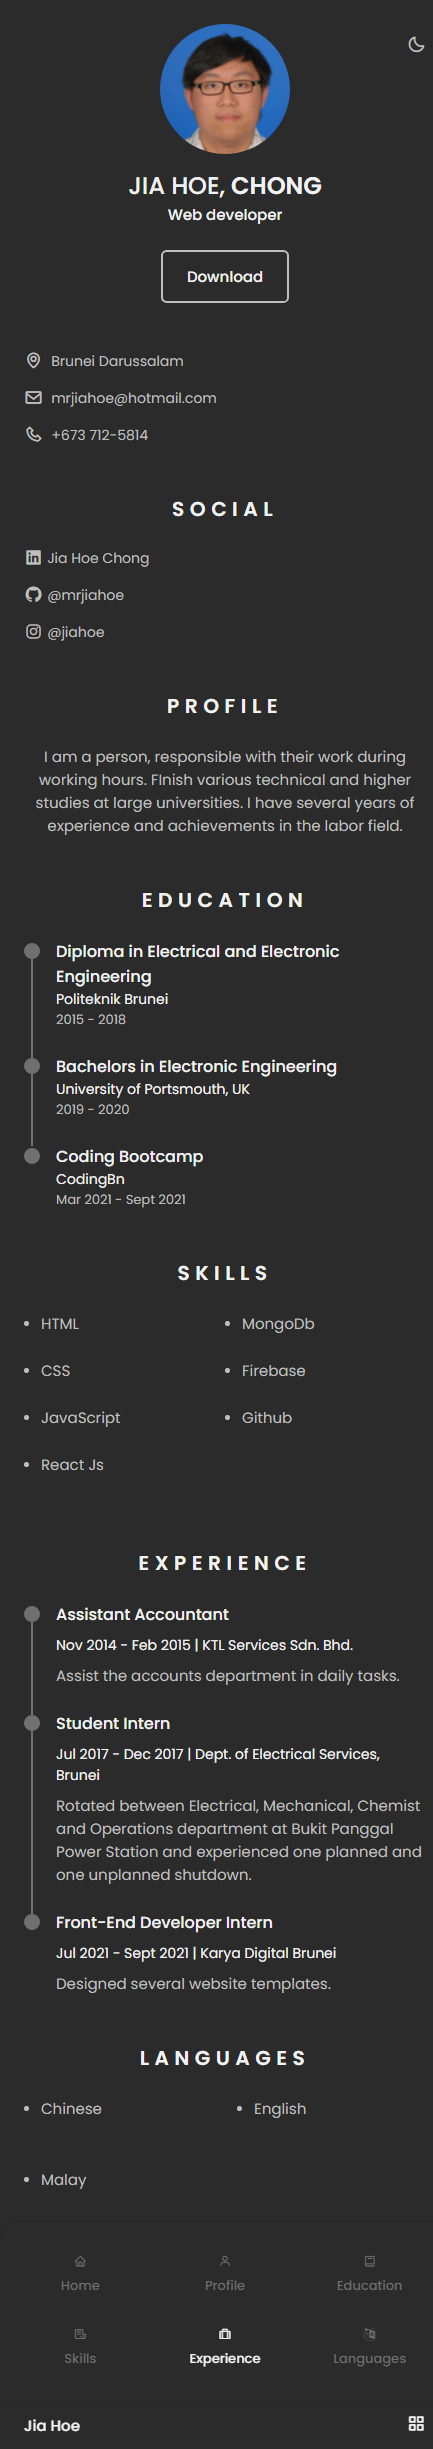 JIA HOE, CHONG
Web developer
Download
Brunei Darussalam
mrjiahoe@hotmail.com
+673 712-5814
SOCIAL
Jia Hoe Chong
@mrjiahoe
@jiahoe
PROFILE
I am a person, responsible with their work during
working hours. FInish various technical and higher
studies at large universities. I have several years of
experience and achievements in the labor field.
EDUCATION
Diploma in Electrical and Electronic
Engineering
Politeknik Brunei
2015 - 2018
Bachelors in Electronic Engineering
University of Portsmouth, UK
2019 - 2020
Coding Bootcamp
CodingBn
Mar 2021 - Sept 2021
SKILLS
HTML
MongoDb
CSS
Firebase
JavaScript
Github
React Js
EXPERIENCE
Assistant Accountant
Nov 2014 - Feb 2015 | KTL Services Sdn. Bhd.
Assist the accounts department in daily tasks.
Student Intern
Jul 2017 - Dec 2017 | Dept. of Electrical Services,
Brunei
Rotated between Electrical, Mechanical, Chemist
and Operations department at Bukit Panggal
Power Station and experienced one planned and
one unplanned shutdown.
Front-End Developer Intern
Jul 2021 - Sept 2021 | Karya Digital Brunei
Designed several website templates.
LANGUAGES
Chinese
English
Malay
Home
Profile
Education
Skills
Experience
Languages
Jia Hoe